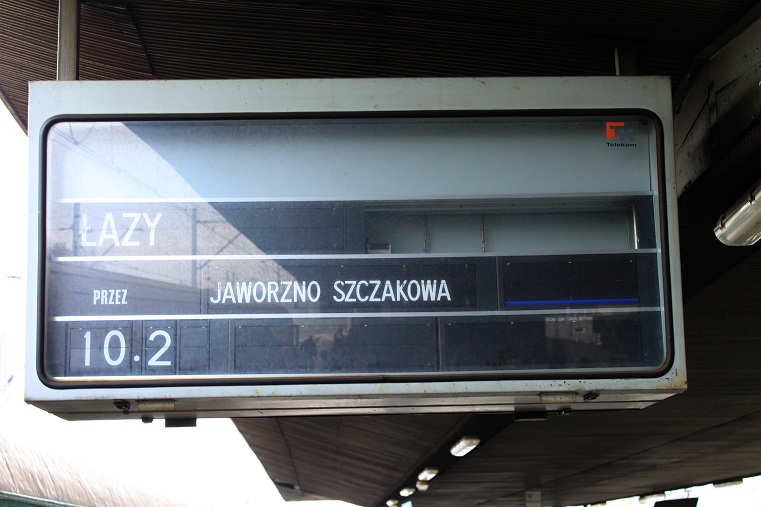 Telekom
ŁAZY
PRZEZ JAWORZNO SZCZAKOWA
10.2